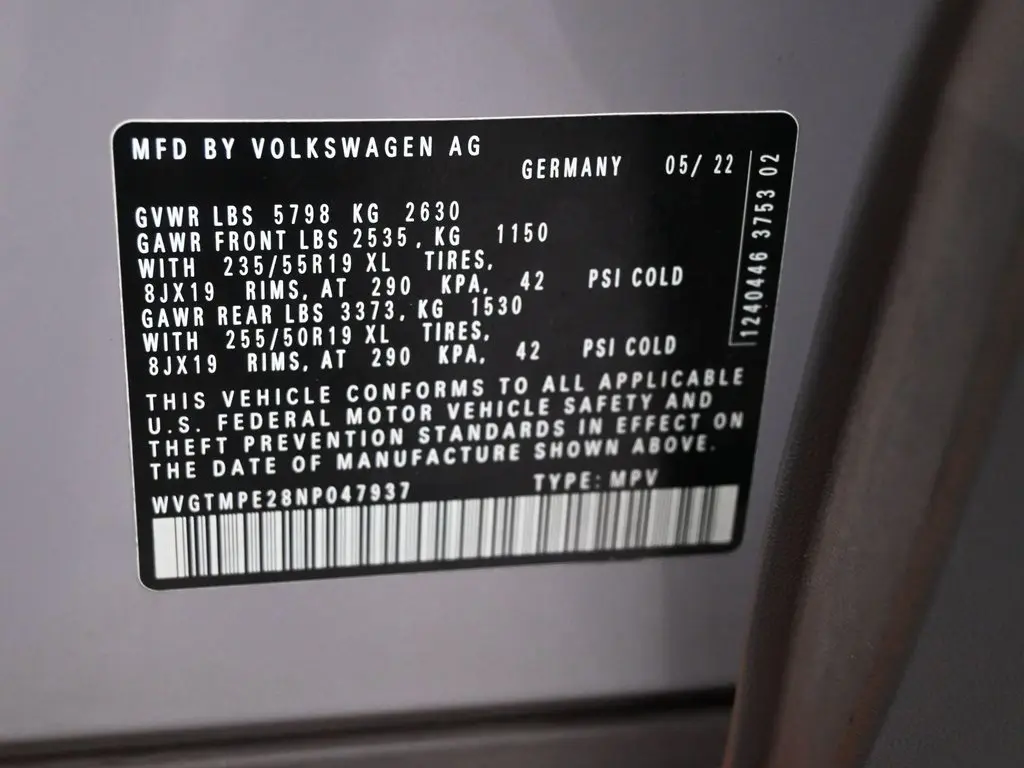 MFD BY VOLKSWAGEN AG
GERMANY 05/ 22
GVWR LBS 5798 KG 2630
GAWR FRONT LBS 2535, KG 1150
WITH 235/55R19 XL TIRES,
8JX19 RIMS, AT 290 KPA, 42 PSI COLD
GAWR REAR LBS 3373, KG 1530
WITH 255/50R19 XL TIRES,
8JX19 RIMS, AT 290 KPA, 42 PSI COLD
THIS VEHICLE CONFORMS TO ALL APPLICABLE
U.S. FEDERAL MOTOR VEHICLE SAFETY AND
THEFT PREVENTION STANDARDS IN EFFECT ON
THE DATE OF MANUFACTURE SHOWN ABOVE.
WVGTMPE28NP047937 TYPE: MPV
1240446 3753 02